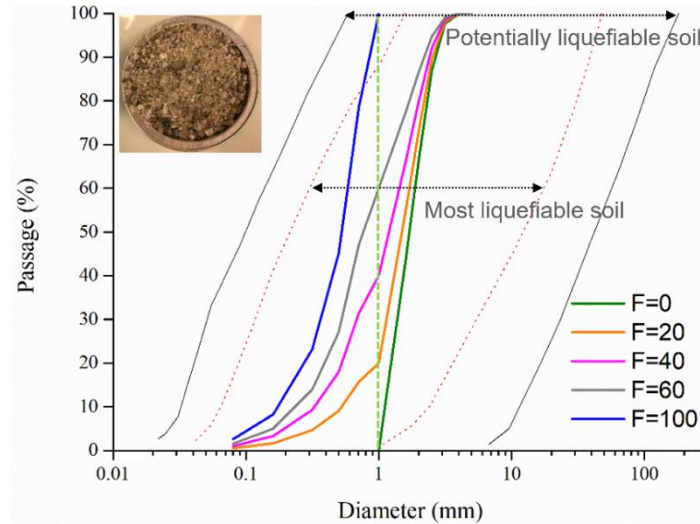 100
90
80
70
60
50
40
30
20
10
0
Passage (%)
Potentially liquefiable soil
Most liquefiable soil
F=0
F=20
F=40
F=60
F=100
0.01
0.1
1
10
100
Diameter (mm)